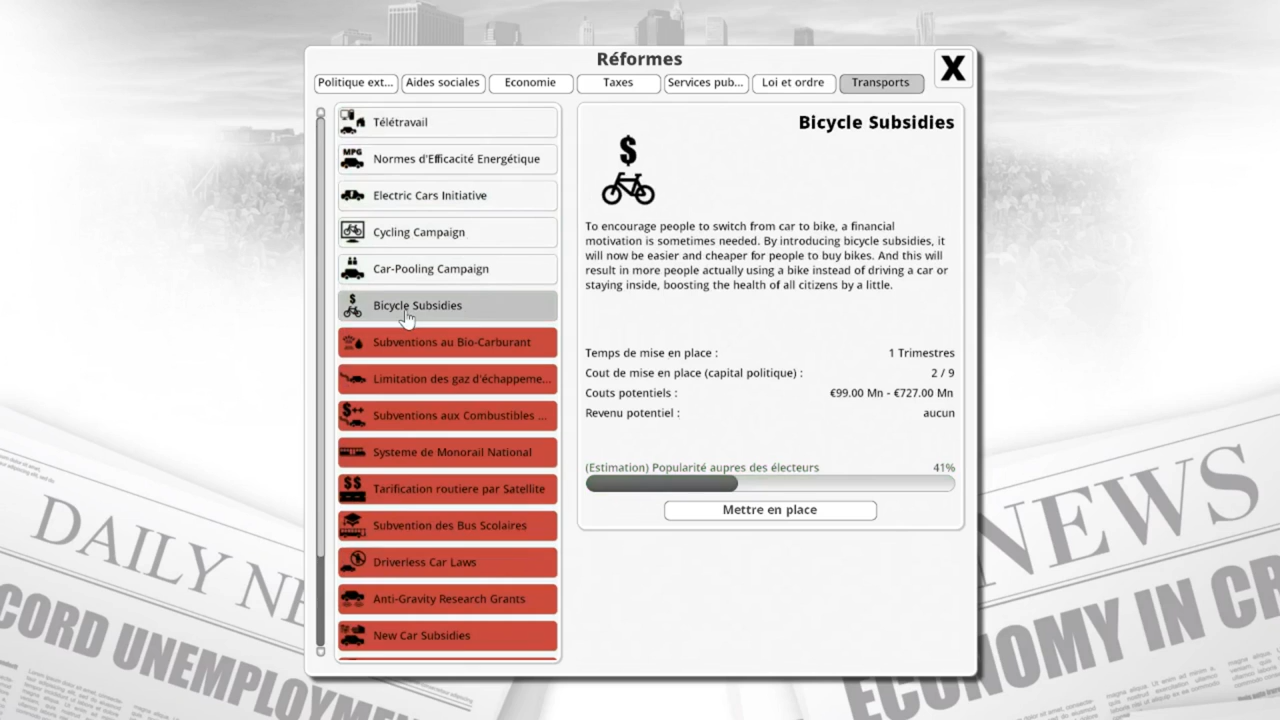 Réformes
X
Politique ext...
Aides sociales
Economie
Taxes
Services pub...
Loi et ordre
Transports
Télétravail
MPG
Normes d'Efficacité Energétique
Electric Cars Initiative
Cycling Campaign
Car-Pooling Campaign
$
Bicycle Subsidies
Subventions au Bio-Carburant
Limitation des gaz d'échappeme...
$++
Subventions aux Combustibles ...
Systeme de Monorail National
$$
Tarification routiere par Satellite
Subvention des Bus Scolaires
Driverless Car Laws
Anti-Gravity Research Grants
New Car Subsidies
Bicycle Subsidies
$
To encourage people to switch from car to bike, a financial
motivation is sometimes needed. By introducing bicycle subsidies, it
will now be easier and cheaper for people to buy bikes. And this will
result in more people actually using a bike instead of driving a car or
staying inside, boosting the health of all citizens by a little.
Temps de mise en place : 1 Trimestres
Cout de mise en place (capital politique) : 2 / 9
Couts potentiels : €99.00 Mn - €727.00 Mn
Revenu potentiel : aucun
(Estimation) Popularité aupres des électeurs 41%
Mettre en place
DAILY NE
CORD UNEMPLOYM
NEWS
ECONOMY IN CR